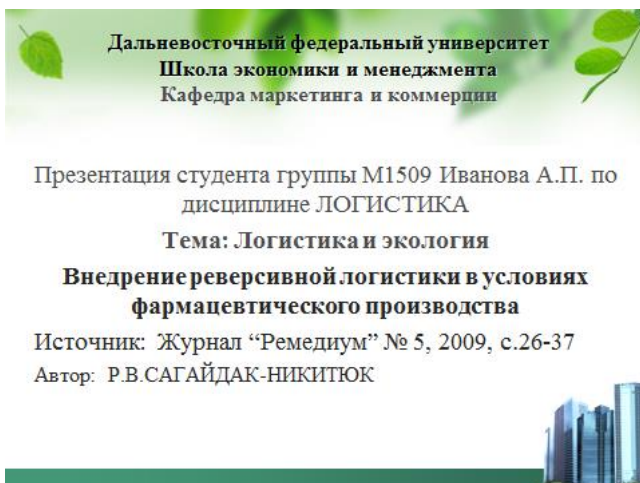 Дальневосточный федеральный университет
Школа экономики и менеджмента
Кафедра маркетинга и коммерции
Презентация студента группы М1509 Иванова А.П. по
дисциплине ЛОГИСТИКА
Тема: Логистика и экология
Внедрение реверсивной логистики в условиях
фармацевтического производства
Источник: Журнал “Ремедиум” № 5, 2009, с.26-37
Автор: Р.В.САГАЙДАК-НИКИТЮК